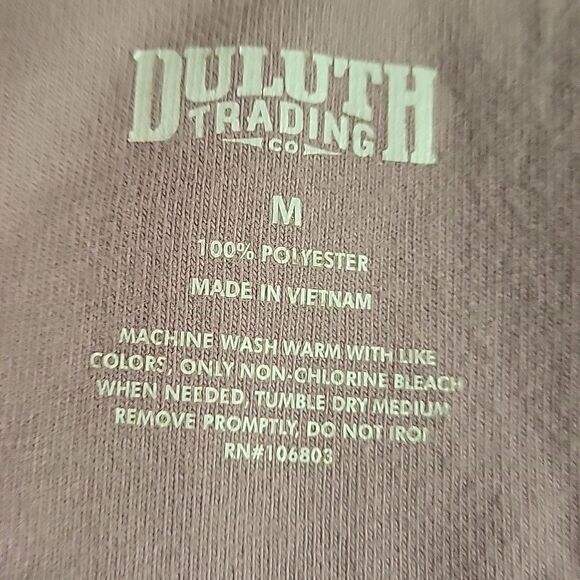 DULUTH
TRADING
CO
M
100% POLYESTER
MADE IN VIETNAM
MACHINE WASH WARM WITH LIKE
COLORS, ONLY NON-CHLORINE BLEACH
WHEN NEEDED, TUMBLE DRY MEDIUM
REMOVE PROMPTLY, DO NOT IRO
RN#106803